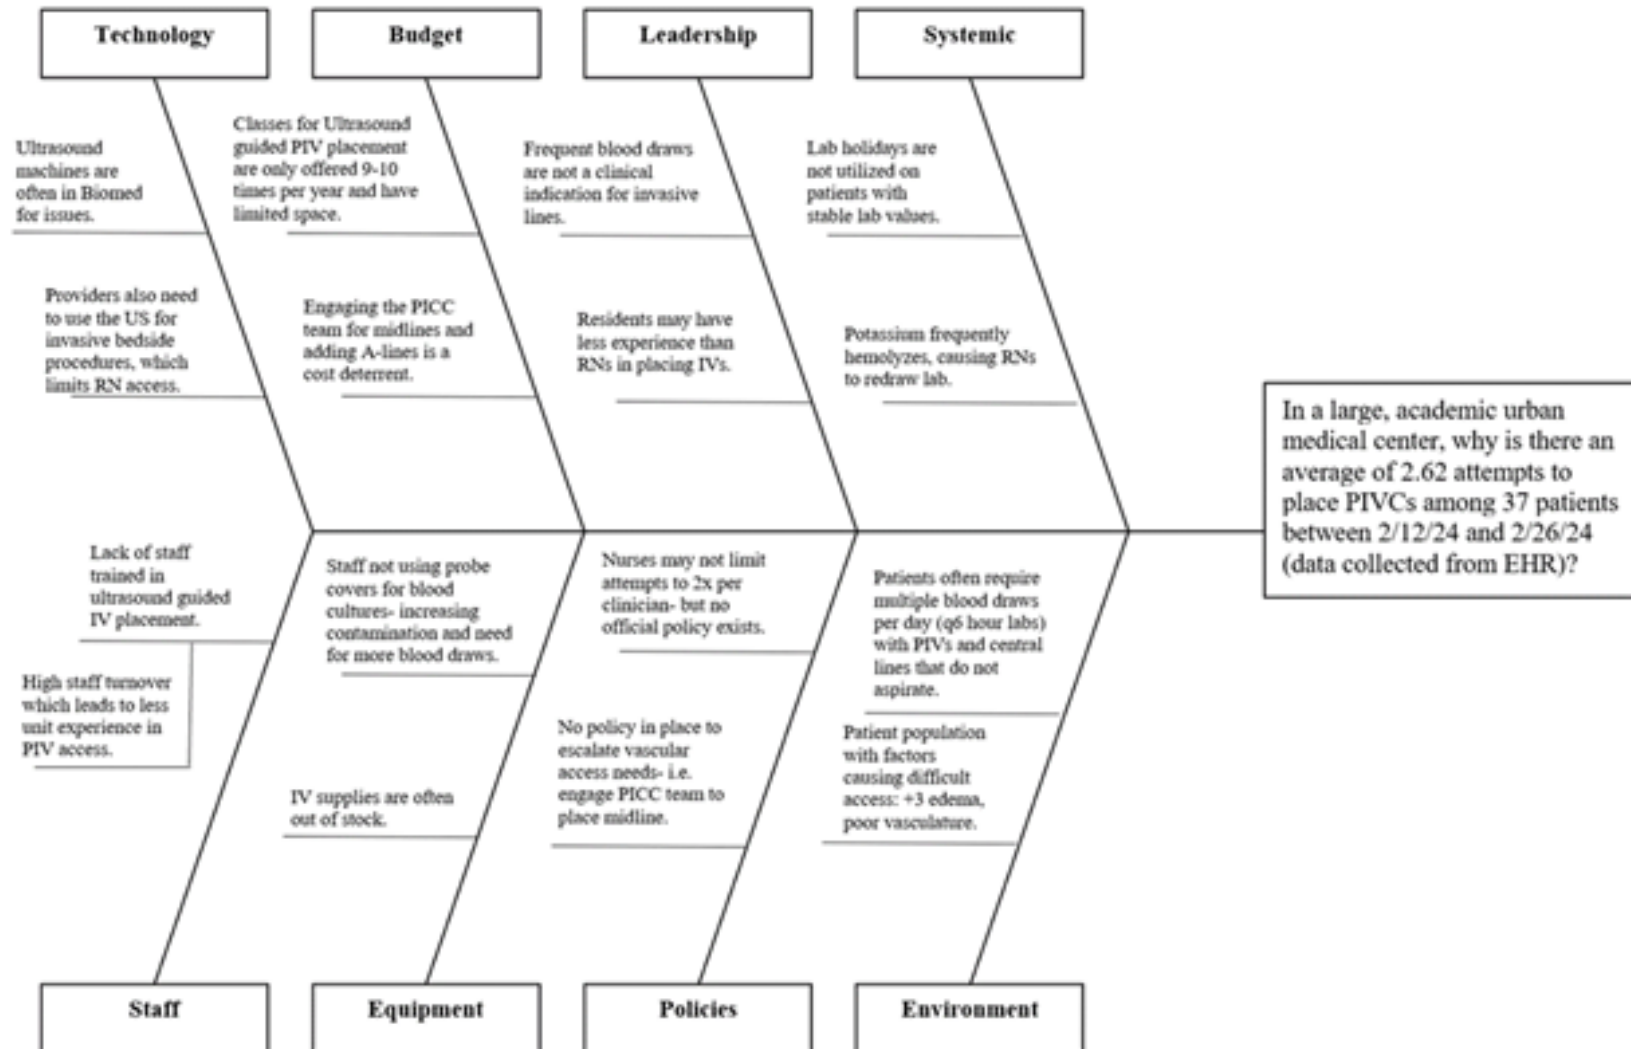 Technology
Budget
Leadership
Systemic
Ultrasound
machines are
often in Biomed
for issues.
Classes for Ultrasound
guided PIV placement
are only offered 9-10
times per year and have
limited space.
Frequent blood draws
are not a clinical
indication for invasive
lines.
Lab holidays are
not utilized on
patients with
stable lab values.
Providers also need
to use the US for
invasive bedside
procedures, which
limits RN access.
Engaging the PICC
team for midlines and
adding A-lines is a
cost deterrent.
Residents may have
less experience than
RNs in placing IVs.
Potassium frequently
hemolyzes, causing RNs
to redraw lab.
In a large, academic urban
medical center, why is there an
average of 2.62 attempts to
place PIVCs among 37 patients
between 2/12/24 and 2/26/24
(data collected from EHR)?
Lack of staff
trained in
ultrasound guided
IV placement.
High staff turnover
which leads to less
unit experience in
PIV access.
Staff not using probe
covers for blood
cultures- increasing
contamination and need
for more blood draws.
IV supplies are often
out of stock.
Nurses may not limit
attempts to 2x per
clinician- but no
official policy exists.
No policy in place to
escalate vascular
access needs- i.e.
engage PICC team to
place midline.
Patients often require
multiple blood draws
per day (q6 hour labs)
with PIVs and central
lines that do not
aspirate.
Patient population
with factors
causing difficult
access: +3 edema,
poor vasculature.
Staff
Equipment
Policies
Environment